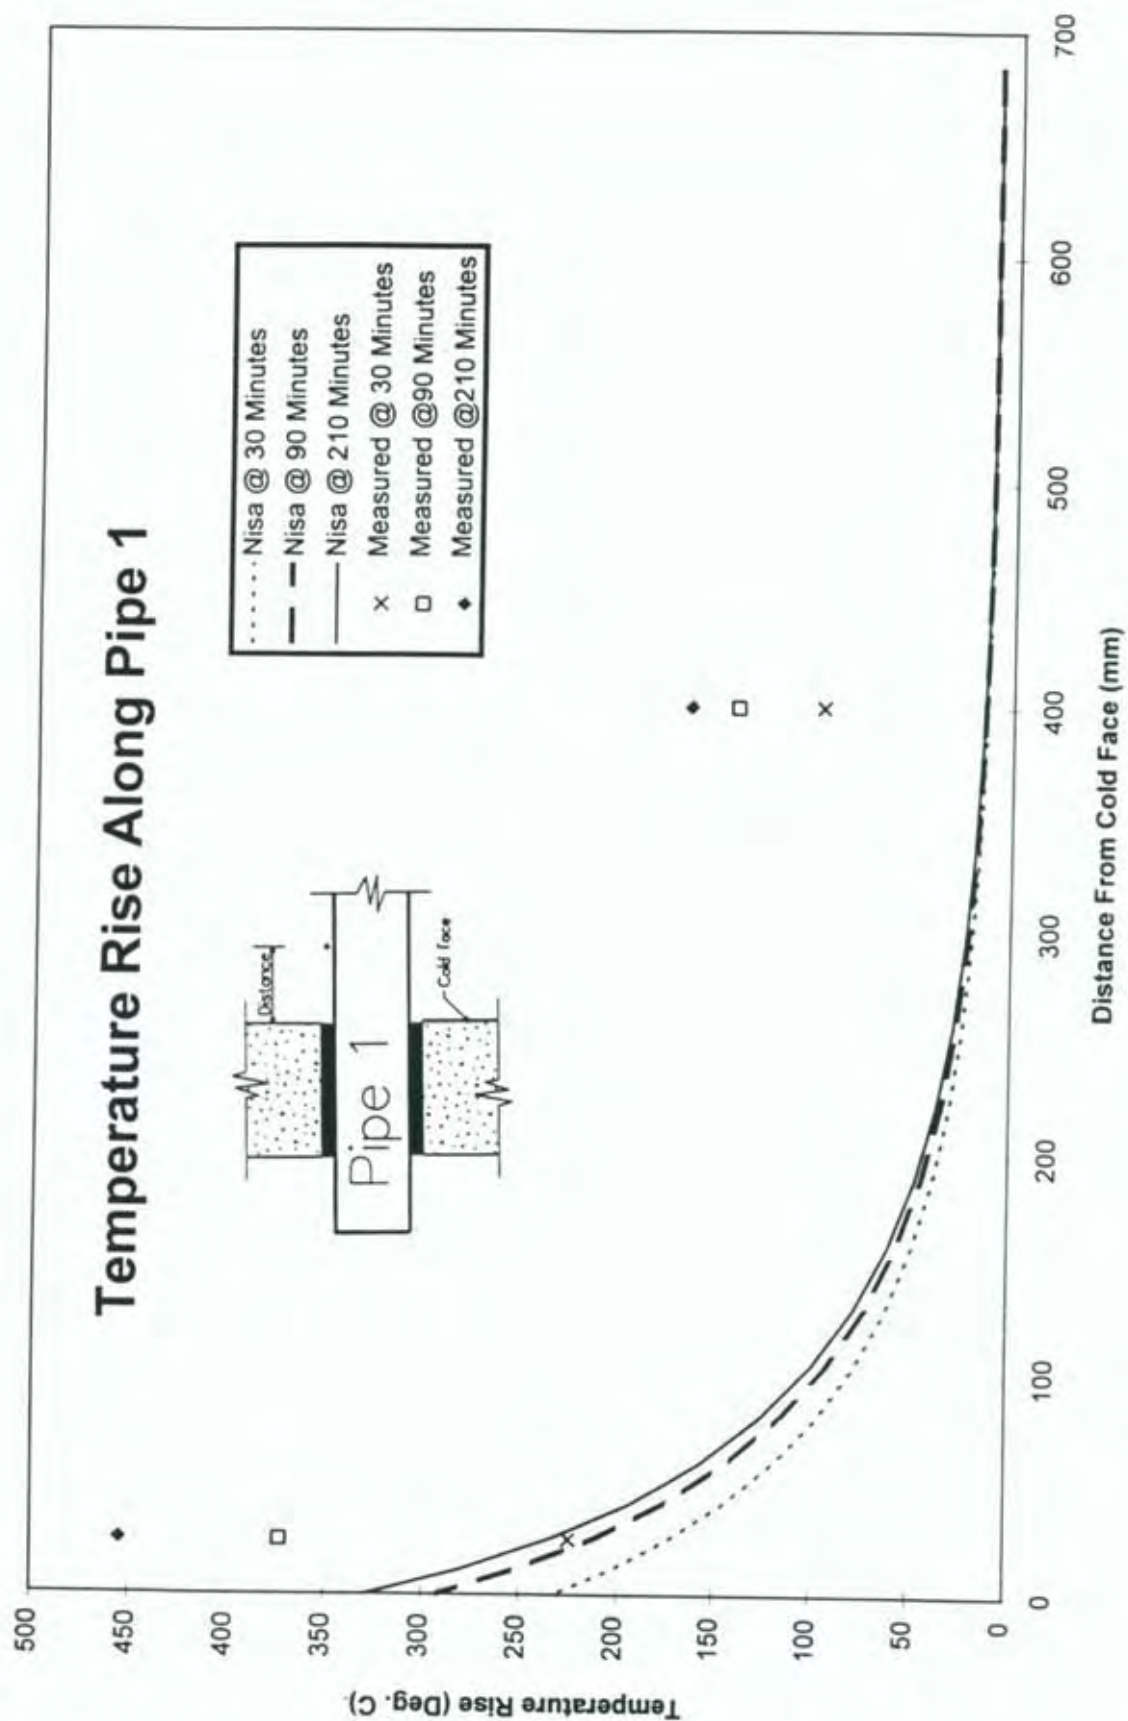 Temperature Rise Along Pipe 1
Nisa @ 30 Minutes
Nisa @ 90 Minutes
Nisa @ 210 Minutes
Measured @ 30 Minutes
Measured @90 Minutes
Measured @210 Minutes
Distance
Pipe 1
Cold Face
Temperature Rise (Deg. C)
500
450
400
350
300
250
200
150
100
50
0
0
100
200
300
400
500
600
700
Distance From Cold Face (mm)